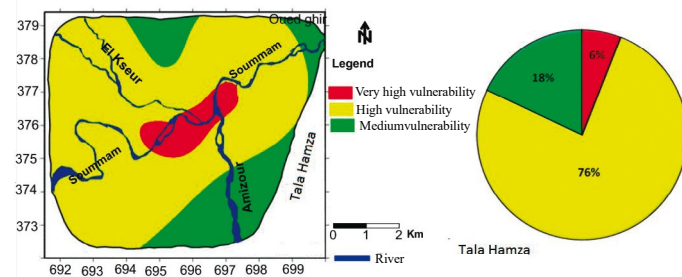 379
378
377
376
375
374
373
692 693 694 695 696 697 698 699
Oued ghir
El Kseur
Soummam
Soummam
Amizour
Tala Hamza
N
Legend
Very high vulnerability
High vulnerability
Mediumvulnerability
0 1 2 Km
River
6%
18%
76%
Tala Hamza